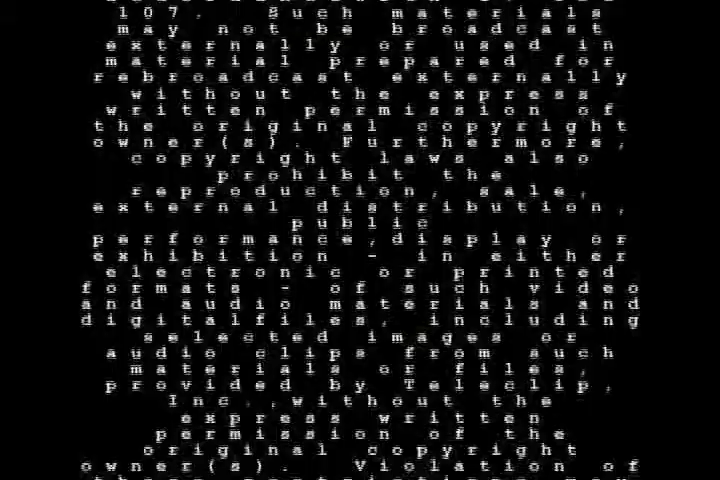 107. Such materials
may not be broadcast
externally or used in
material prepared for
rebroadcast externally
without the express
written permission of
the original copyright
owner(s). Furthermore,
copyright laws also
prohibit the
reproduction, sale,
external distribution,
public
performance,display or
exhibition - in either
electronic or printed
formats - of such video
and audio materials and
digitalfiles, including
selected images or
audio clips from such
materials or files,
provided by Teleclip,
Inc.,without the
express written
permission of the
original copyright
owner(s). Violation of